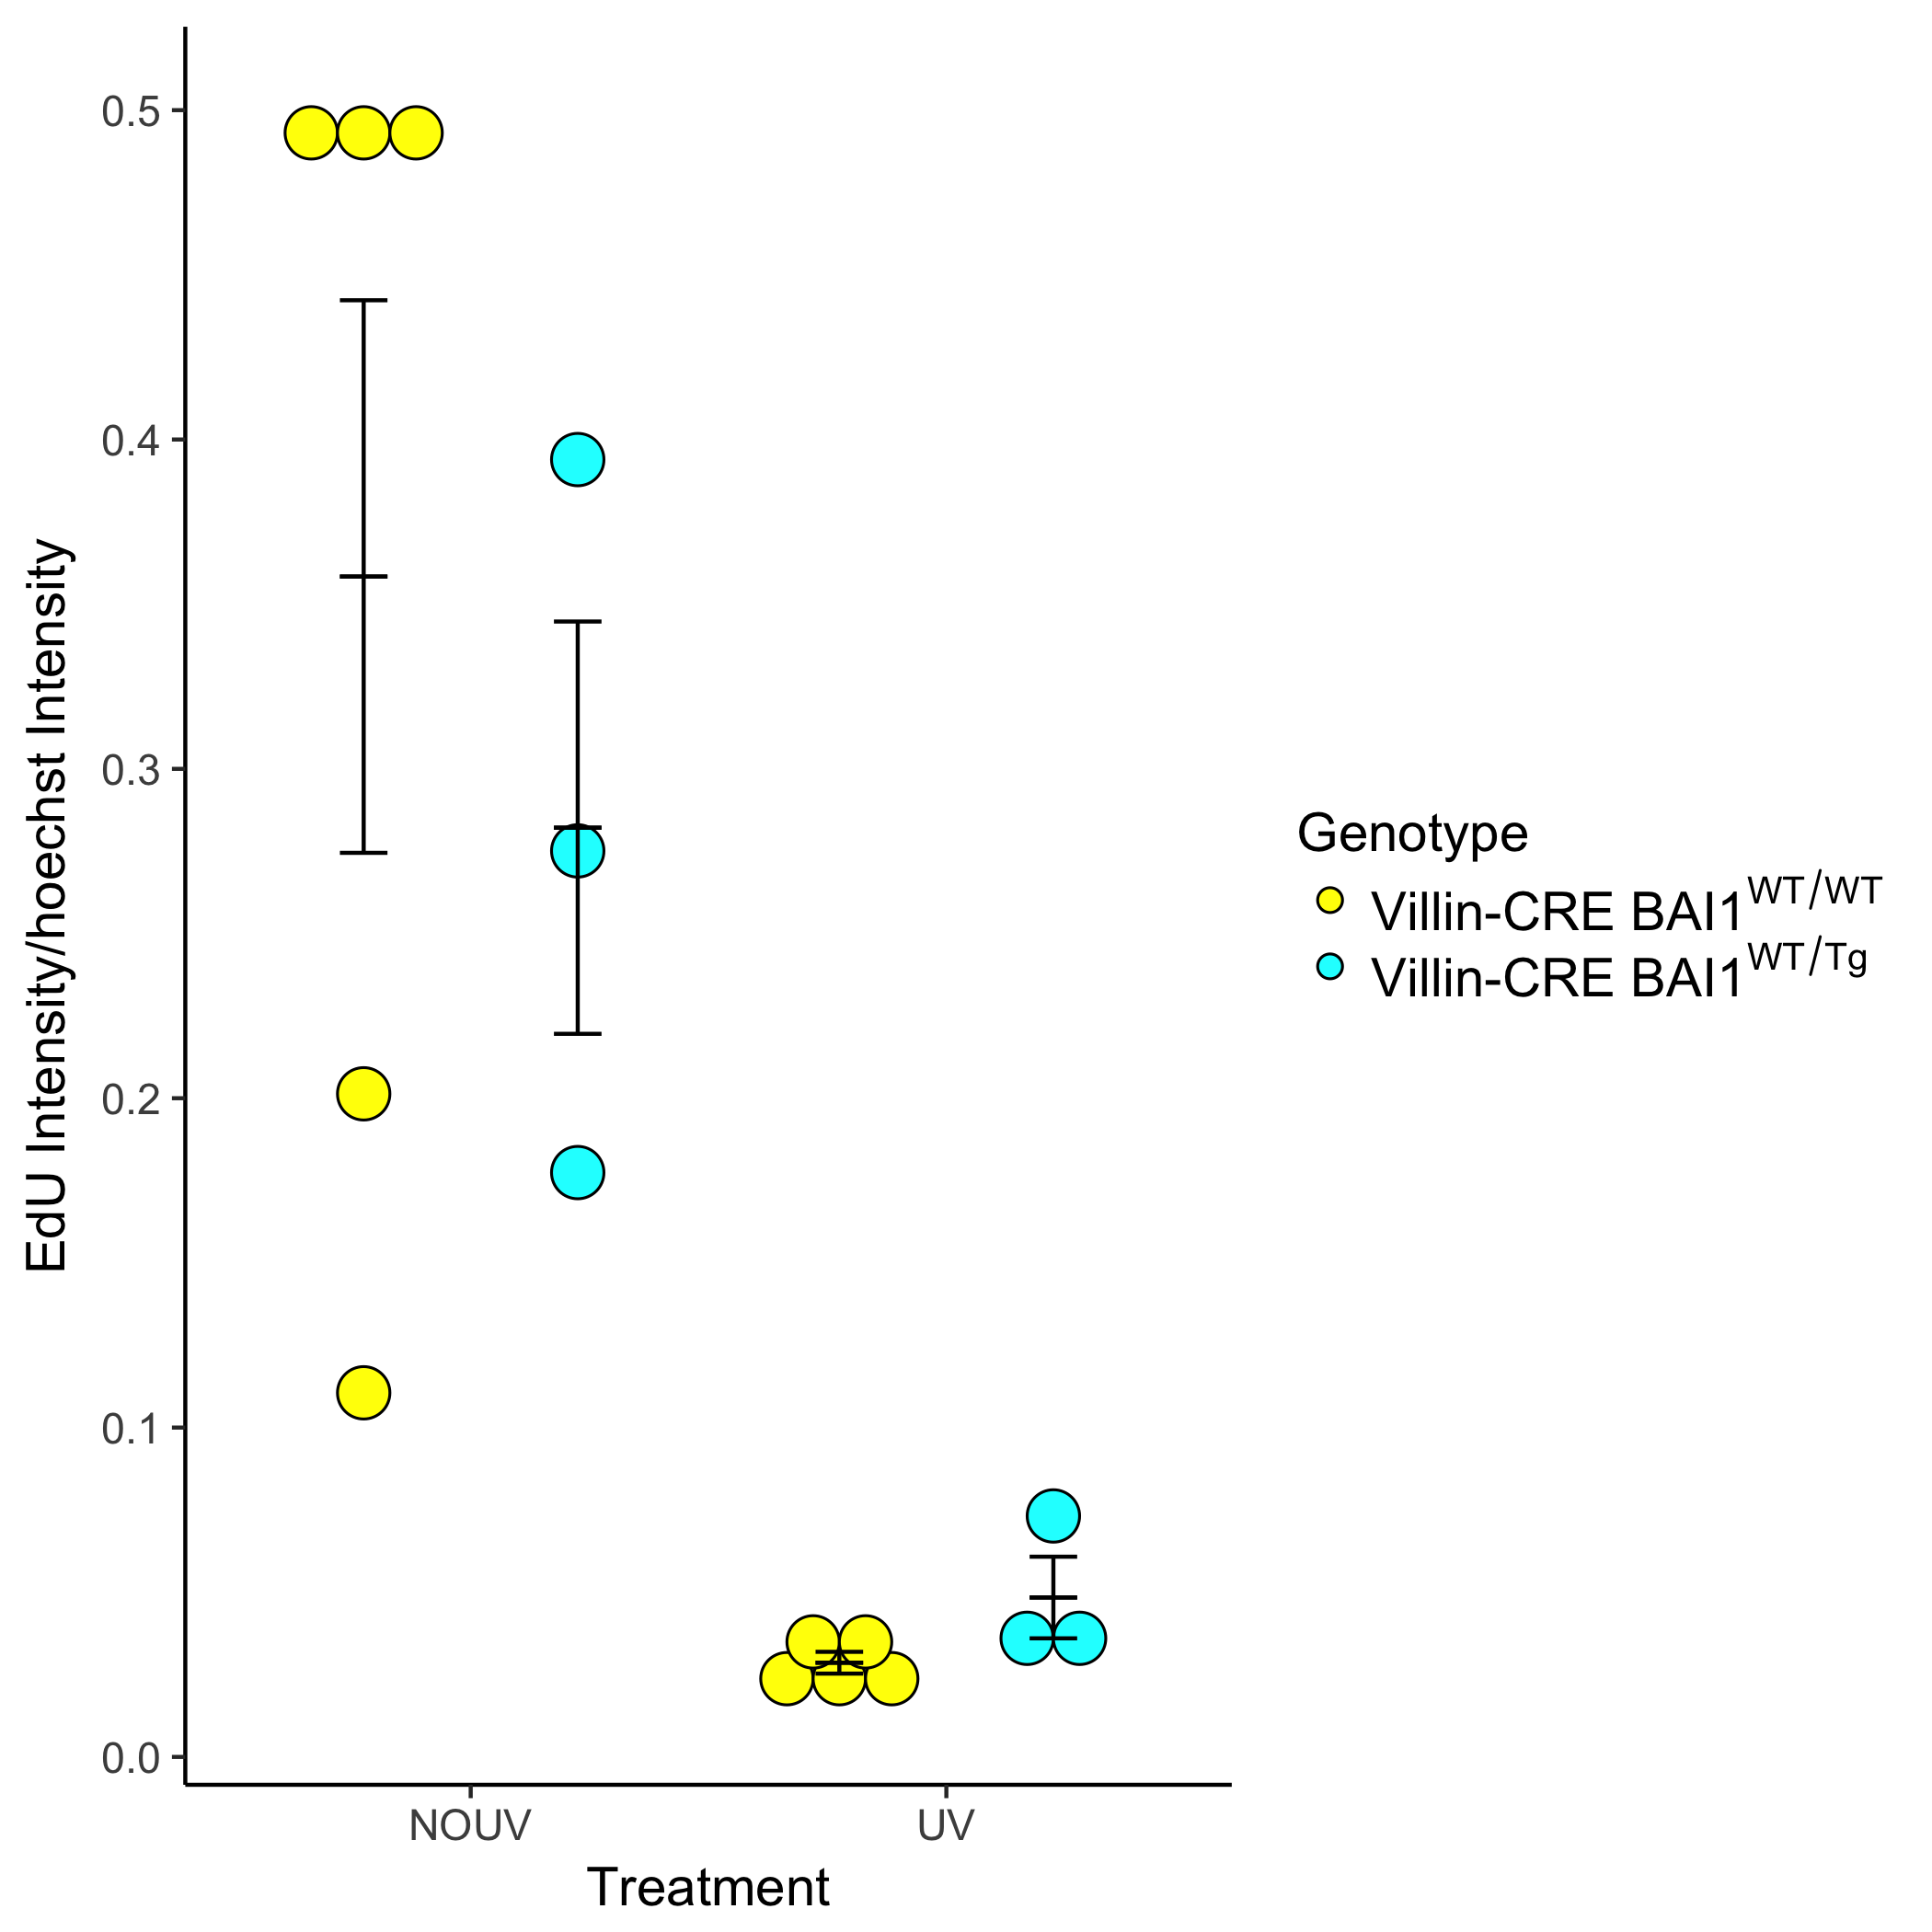 0.5
0.4
0.3
0.2
0.1
0.0
EdU Intensity/hoechst Intensity
NOUV UV
Treatment
Genotype
Villin-CRE BAI1WT/WT
Villin-CRE BAI1WT/Tg